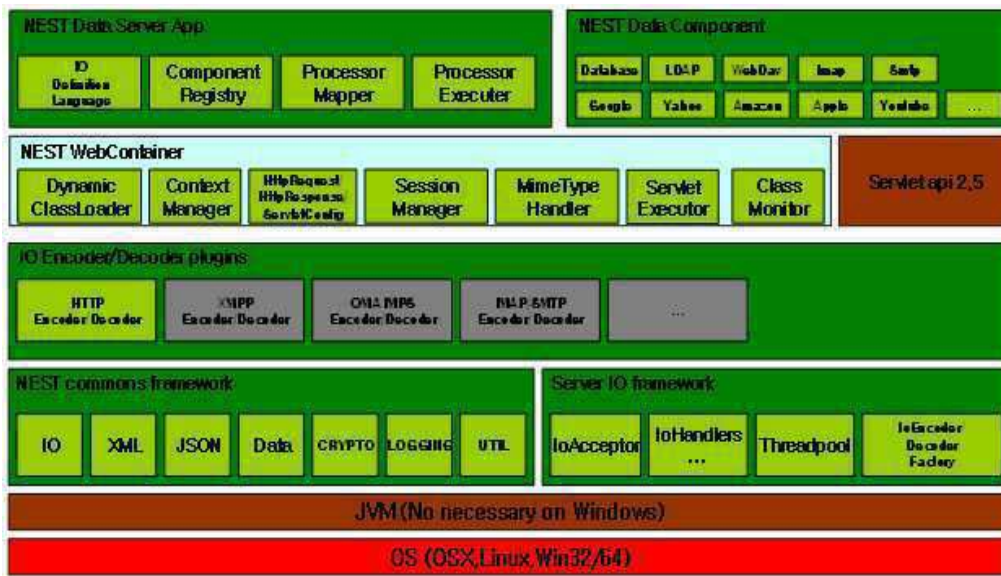 NEST Data Server App
IO
Definition
Language
Component
Registry
Processor
Mapper
Processor
Executer
NEST Data Component
Database
LDAP
WebDav
Imap
Smtp
Google
Yahoo
Amazon
Apple
Youtube
...
NEST WebContainer
Dynamic
ClassLoader
Context
Manager
HttpRequest
HttpResponse
ServletConfig
Session
Manager
MimeType
Handler
Servlet
Executor
Class
Monitor
Servlet api 2,5
IO Encoder/Decoder plugins
HTTP
Encoder Decoder
XMPP
Encoder Decoder
Encoder Decoder
IMAP SMTP
Encoder Decoder
...
NEST commons framework
IO
XML
JSON
Data
CRYPTO
LOGGING
UTIL
Server IO framework
IoAcceptor
IoHandlers
...
Threadpool
IoEncoder
Decoder
Factory
JVM (No necessary on Windows)
OS (OSX,Linux,Win32/64)